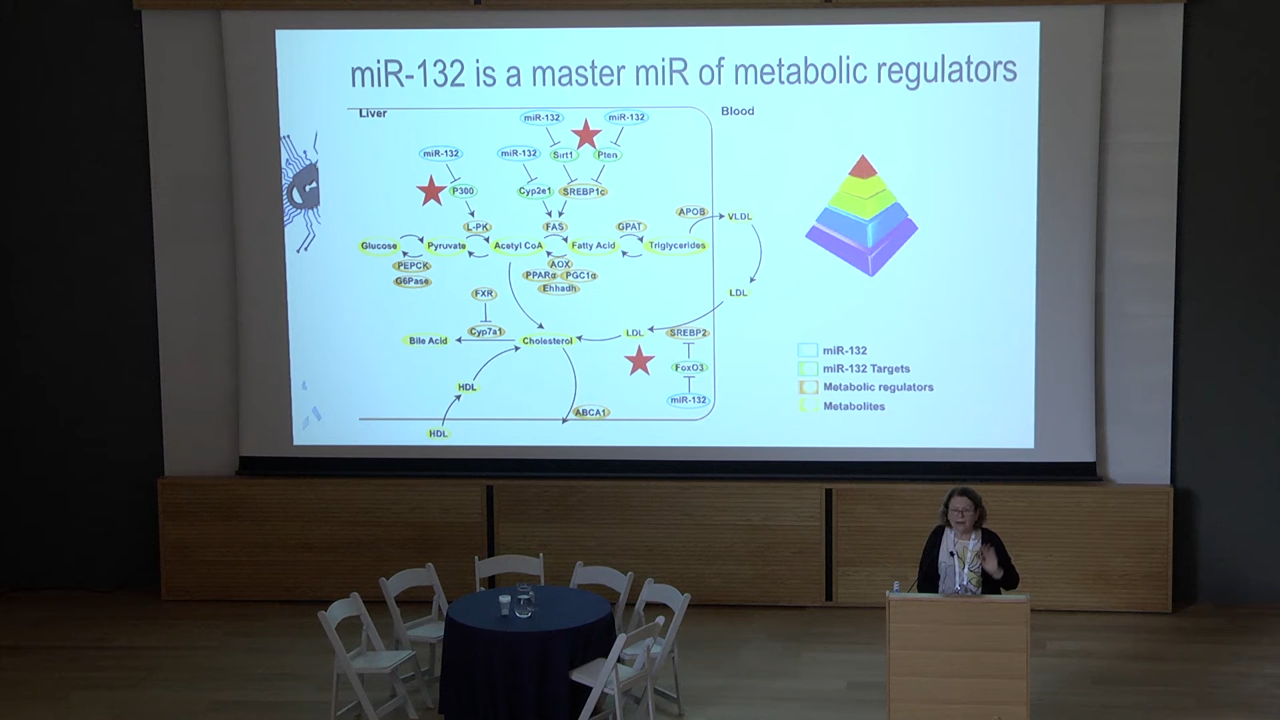 miR-132 is a master miR of metabolic regulators
Liver
Blood
miR-132
miR-132
miR-132
miR-132
Sirt1
Pten
P300
Cyp2e1
SREBP1c
APOB
VLDL
L-PK
FAS
GPAT
Glucose
Pyruvate
Acetyl CoA
Fatty Acid
Triglycerides
PEPCK
AOX
G6Pase
PPARα
PGC1α
Ehhadh
FXR
LDL
Cyp7a1
LDL
SREBP2
Bile Acid
Cholesterol
FoxO3
HDL
miR-132
ABCA1
HDL
miR-132
miR-132 Targets
Metabolic regulators
Metabolites